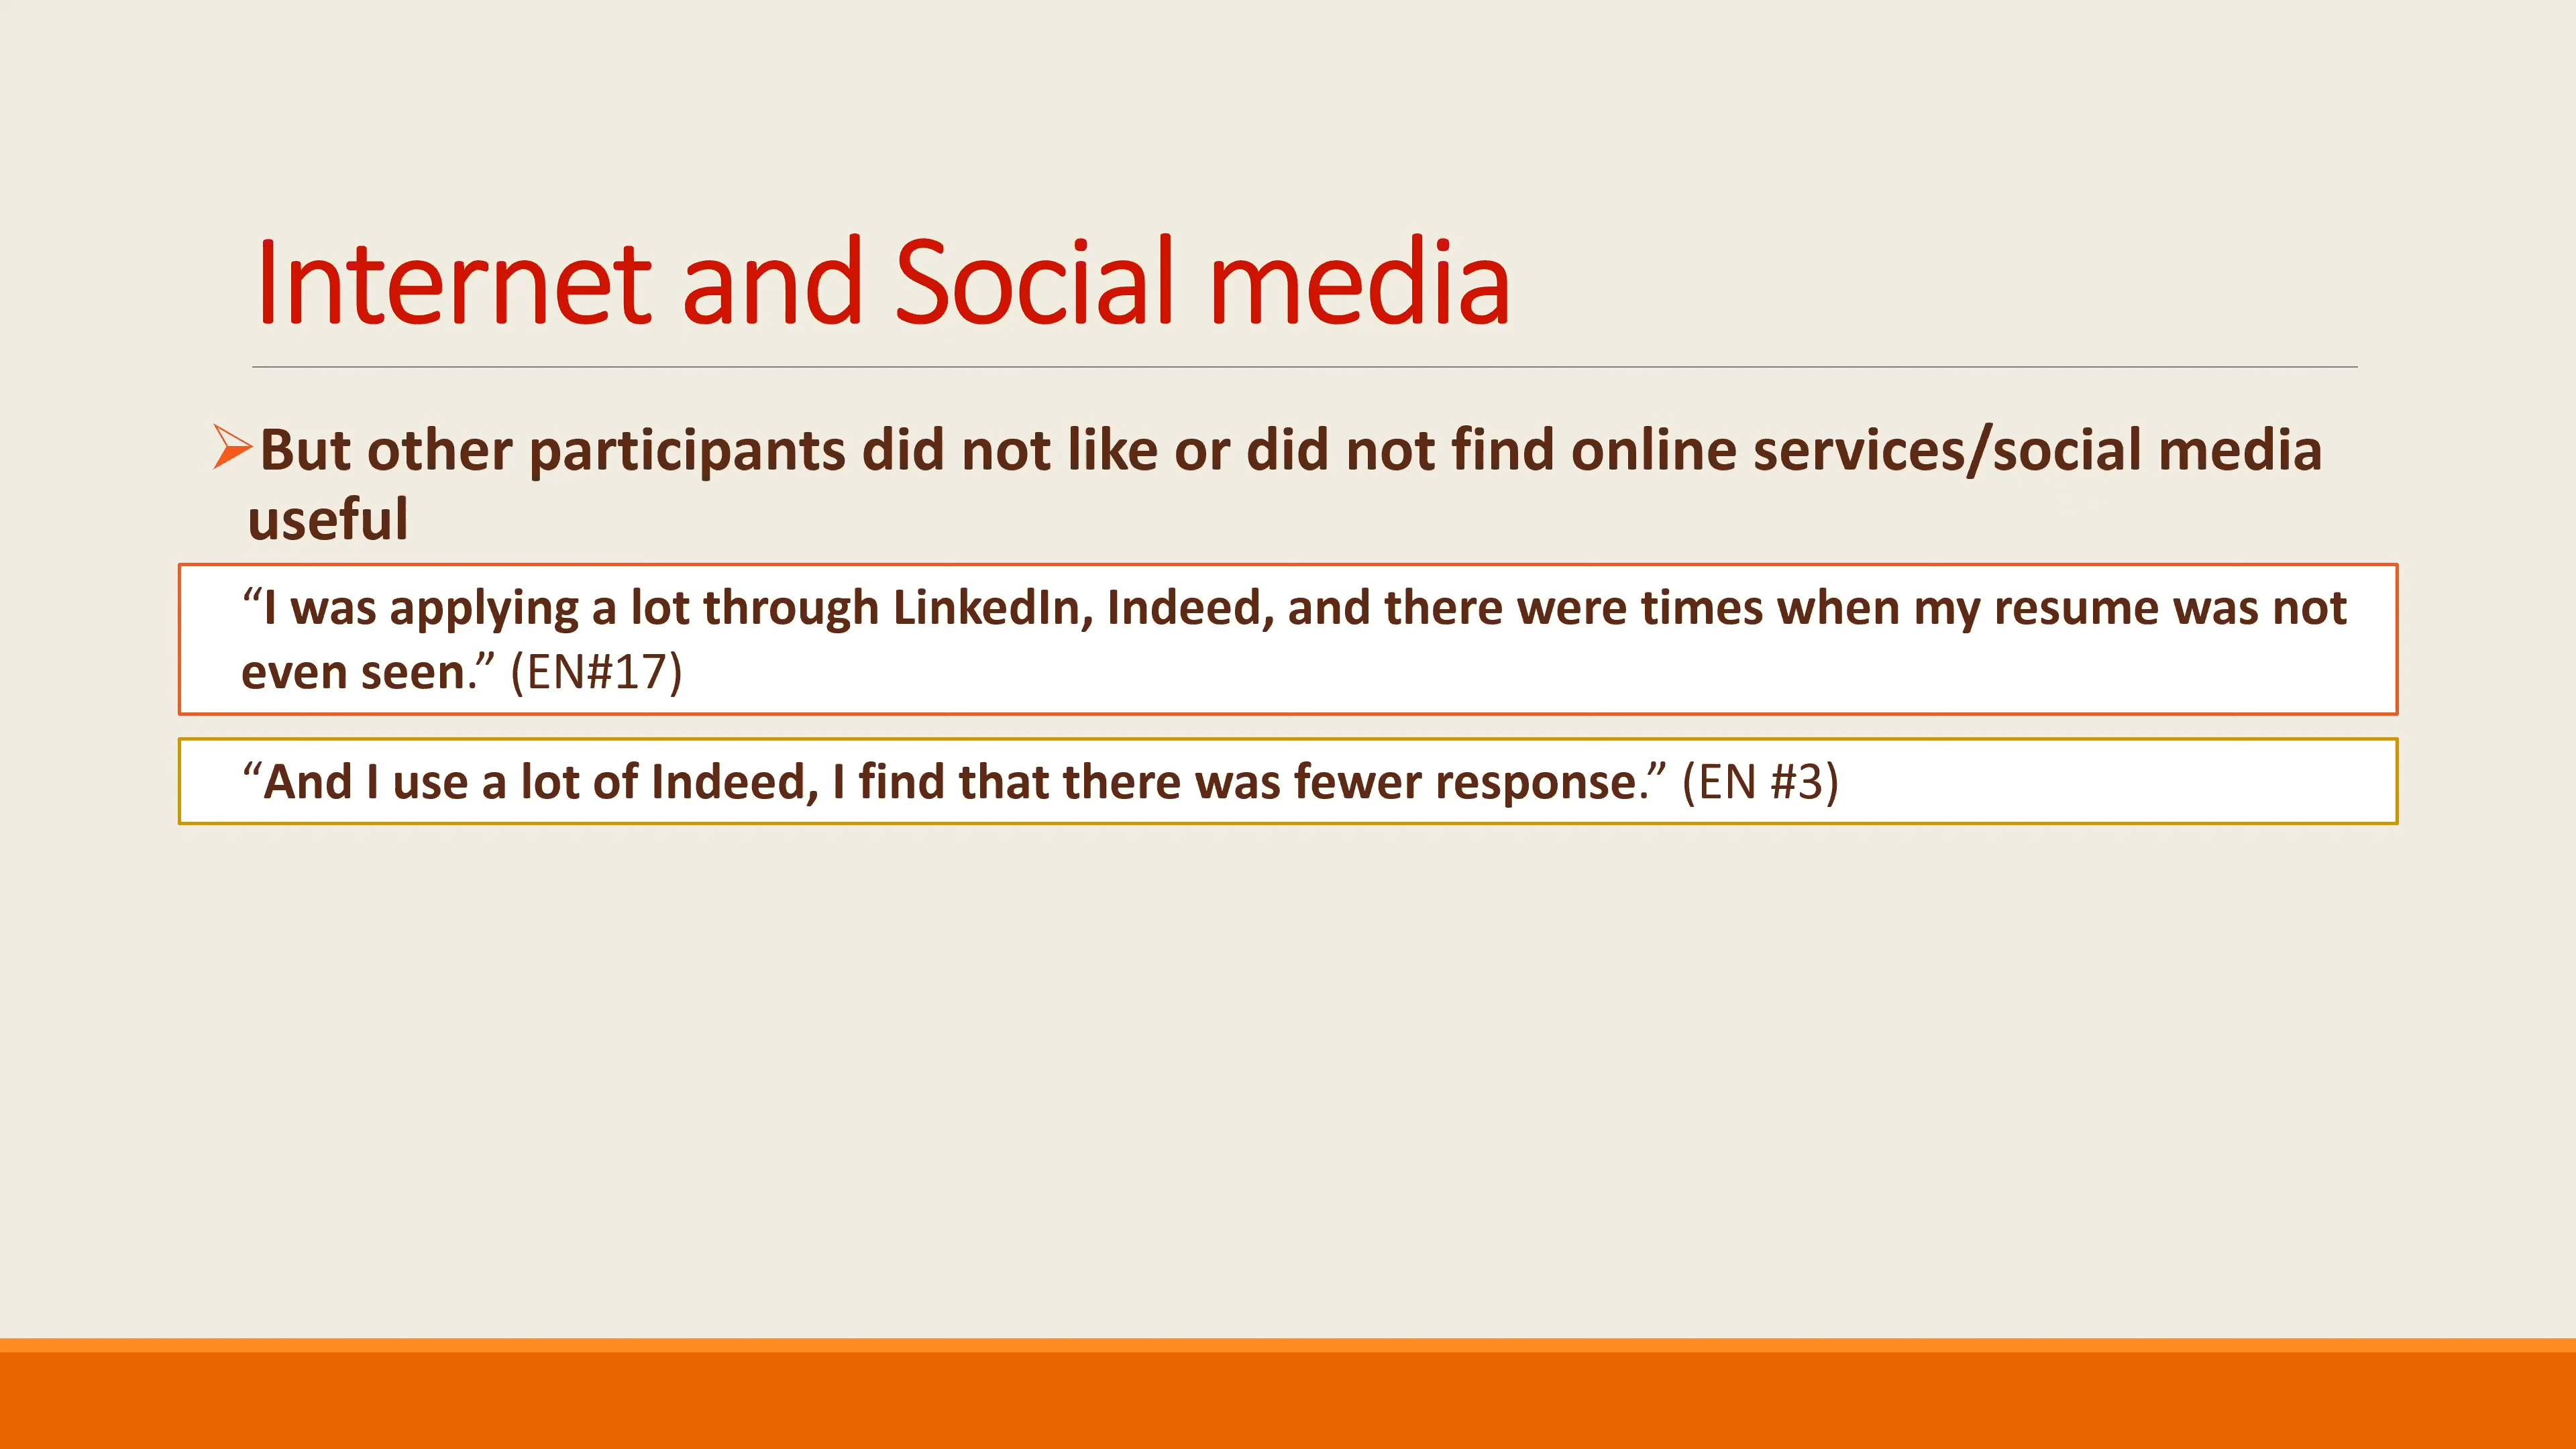 Internet and Social media
But other participants did not like or did not find online services/social media
useful
“I was applying a lot through LinkedIn, Indeed, and there were times when my resume was not
even seen.” (EN#17)
“And I use a lot of Indeed, I find that there was fewer response.” (EN #3)